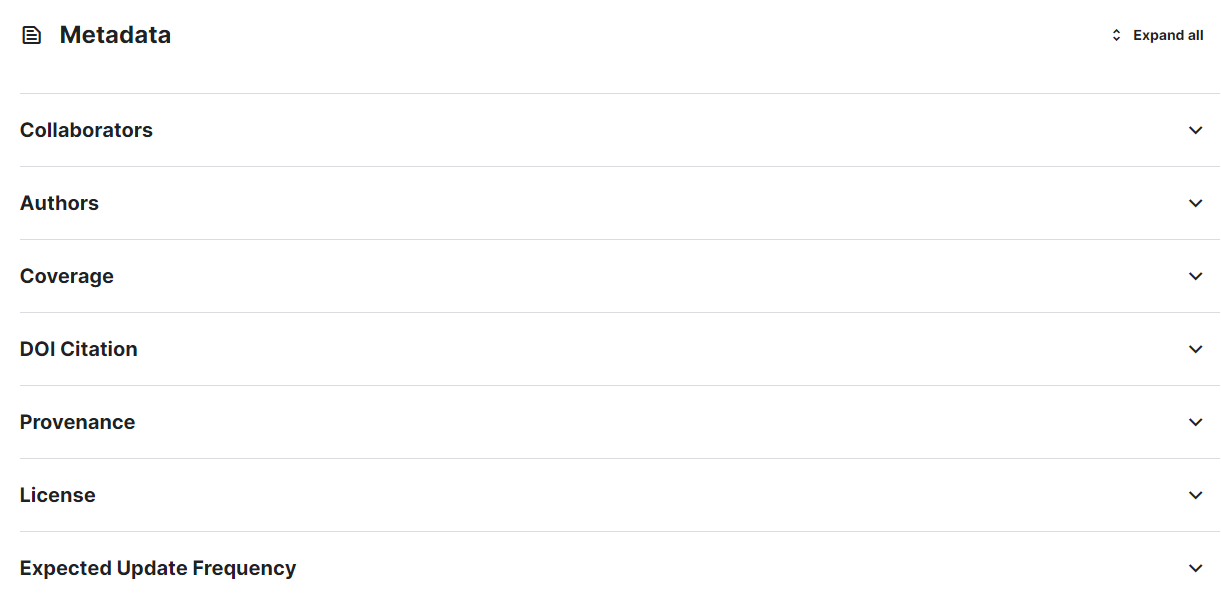 Metadata
Expand all
Collaborators
Authors
Coverage
DOI Citation
Provenance
License
Expected Update Frequency